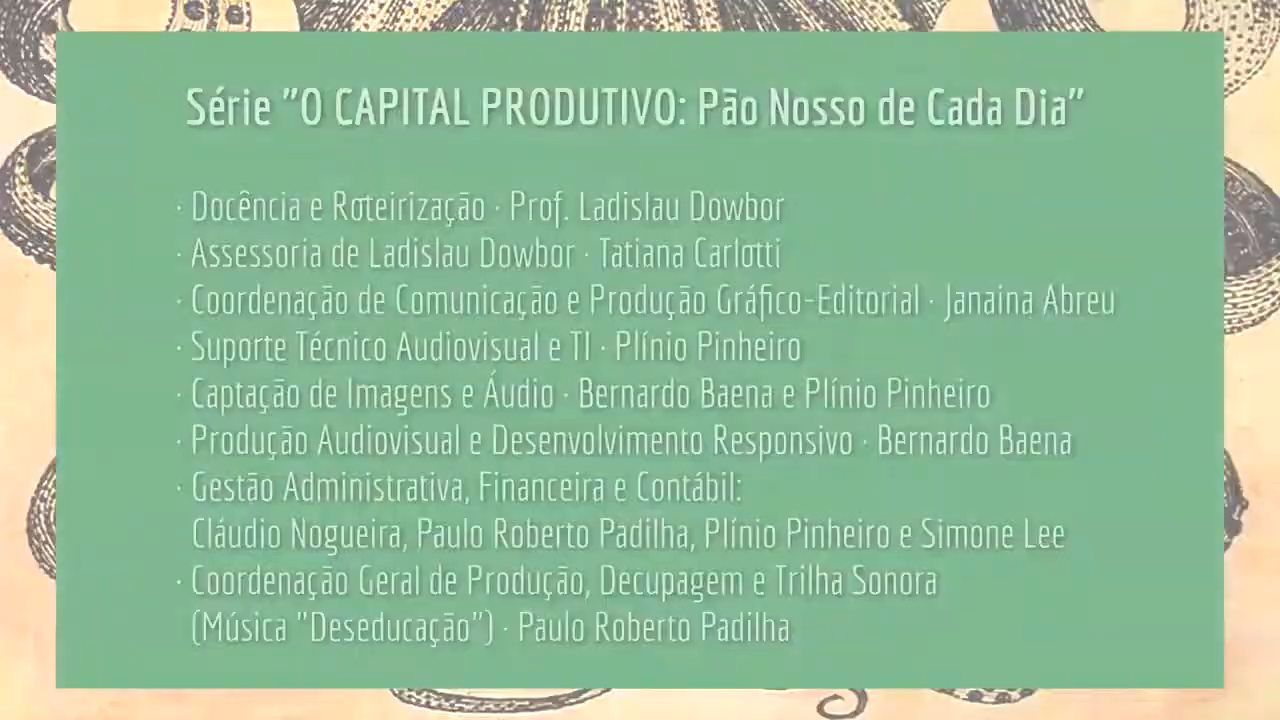 Série "O CAPITAL PRODUTIVO: Pão Nosso de Cada Dia"
· Docência e Roteirização · Prof. Ladislau Dowbor
· Assessoria de Ladislau Dowbor · Tatiana Carlotti
· Coordenação de Comunicação e Produção Gráfico-Editorial · Janaina Abreu
· Suporte Técnico Audiovisual e TI · Plínio Pinheiro
· Captação de Imagens e Áudio · Bernardo Baena e Plínio Pinheiro
· Produção Audiovisual e Desenvolvimento Responsivo · Bernardo Baena
· Gestão Administrativa, Financeira e Contábil:
Cláudio Nogueira, Paulo Roberto Padilha, Plínio Pinheiro e Simone Lee
· Coordenação Geral de Produção, Decupagem e Trilha Sonora
(Música "Deseducação") · Paulo Roberto Padilha